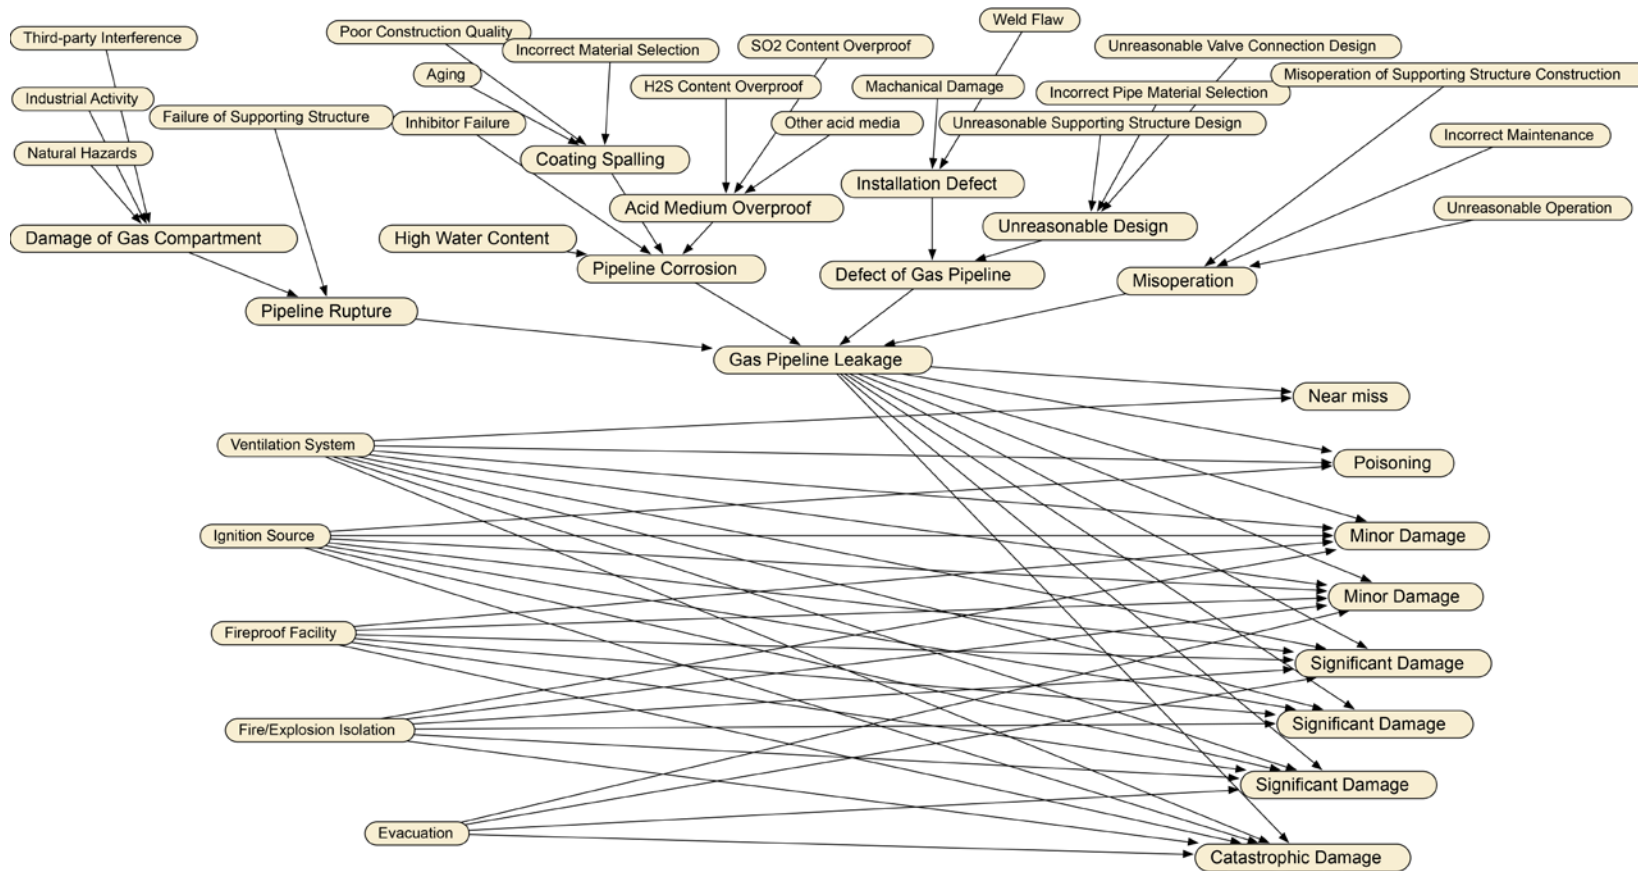 Weld Flaw
Third-party Interference
Poor Construction Quality
Incorrect Material Selection
SO2 Content Overproof
Unreasonable Valve Connection Design
Aging
Misoperation of Supporting Structure Construction
H2S Content Overproof
Machanical Damage
Incorrect Pipe Material Selection
Industrial Activity
Failure of Supporting Structure
Inhibitor Failure
Other acid media
Unreasonable Supporting Structure Design
Incorrect Maintenance
Natural Hazards
Coating Spalling
Installation Defect
Acid Medium Overproof
Unreasonable Operation
Unreasonable Design
Damage of Gas Compartment
High Water Content
Pipeline Corrosion
Defect of Gas Pipeline
Misoperation
Pipeline Rupture
Gas Pipeline Leakage
Near miss
Ventilation System
Poisoning
Ignition Source
Minor Damage
Minor Damage
Fireproof Facility
Significant Damage
Fire/Explosion Isolation
Significant Damage
Significant Damage
Evacuation
Catastrophic Damage